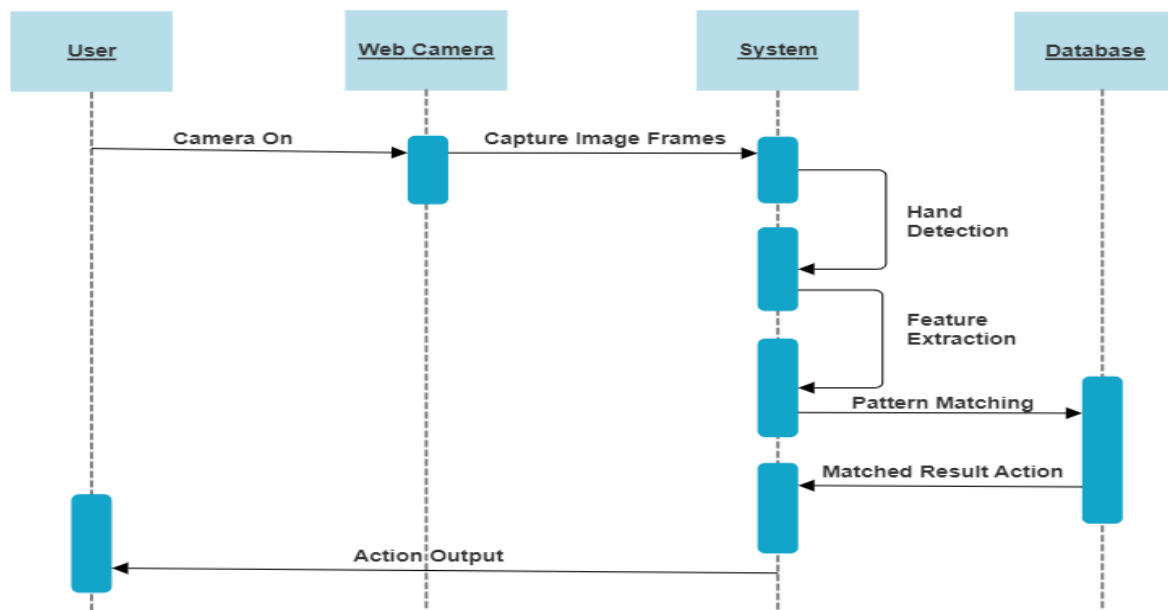 User
Web Camera
System
Database
Camera On
Capture Image Frames
Hand
Detection
Feature
Extraction
Pattern Matching
Matched Result Action
Action Output